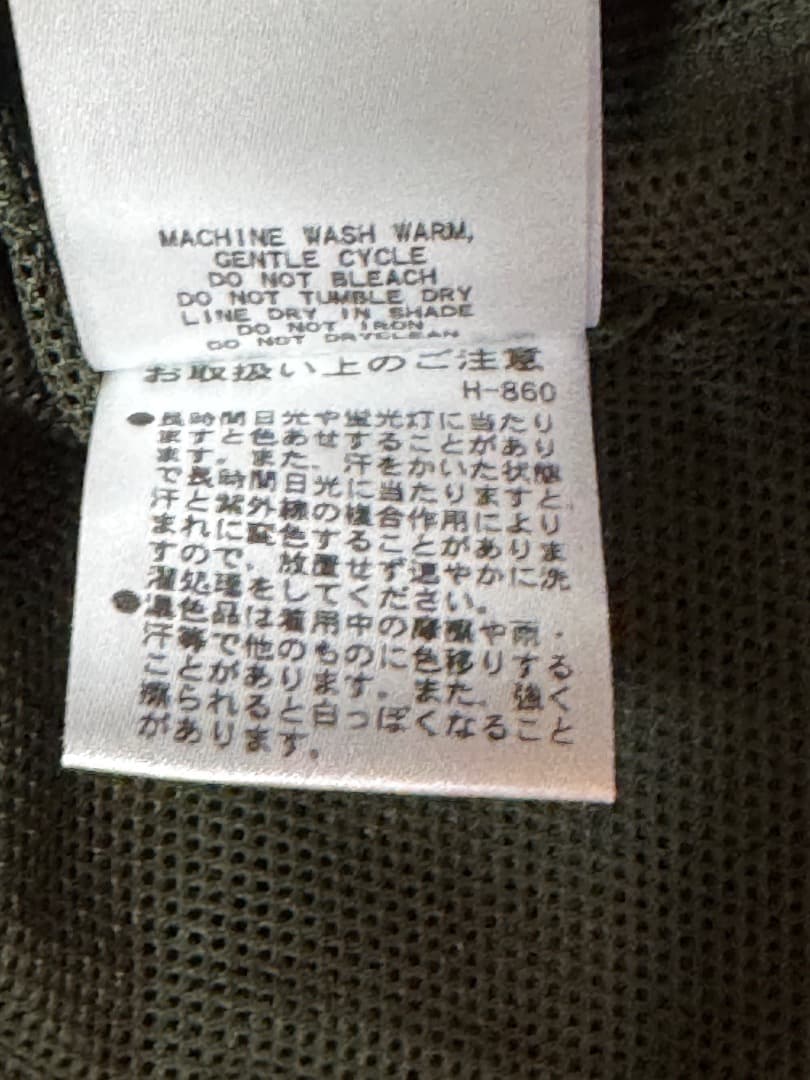 MACHINE WASH WARM,
GENTLE CYCLE
DO NOT BLEACH
DO NOT TUMBLE DRY
LINE DRY IN SHADE
DO NOT IRON
DO NOT DRYCLEAN
お取扱い上のご注意
H-860
●長時間日光や蛍光灯に当たり
ますと色あせすることがあり
ます。また、汗をかいた状態
で長時間日光に当たりますと、
汗と紫外線の複合作用により
まれに変色することがありま
すので、放置せず速やかに洗
濯処理をしてください。
●濃色品は着用中の摩擦や雨・
汗等で他のものに色移りする
ことがあります。また、強く
擦られりとまた白っぽくなること
があります。